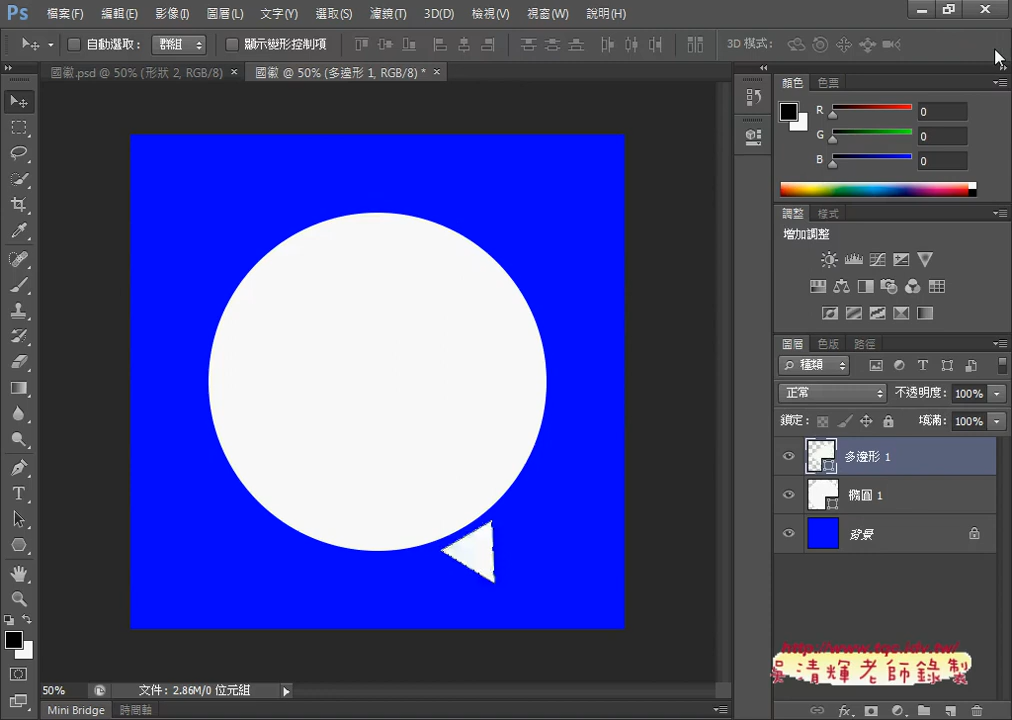 Ps 檔案(F) 編輯(E) 影像(I) 圖層(L) 文字(Y) 選取(S) 濾鏡(T) 3D(D) 檢視(V) 視窗(W) 說明(H)
自動選取: 群組 顯示變形控制項 3D 模式:
國徽.psd @ 50% (形狀 2, RGB/8) × 國徽 @ 50% (多邊形 1, RGB/8) * ×
顏色 色票
R 0
G 0
B 0
調整 樣式
增加調整
圖層 色版 路徑
種類
正常 不透明度: 100%
鎖定: 填滿: 100%
多邊形 1
橢圓 1
背景
http://www.tqc.idv.tw/
吳清輝老師錄製
50% 文件: 2.86M/0 位元組
Mini Bridge 時間軸
fx